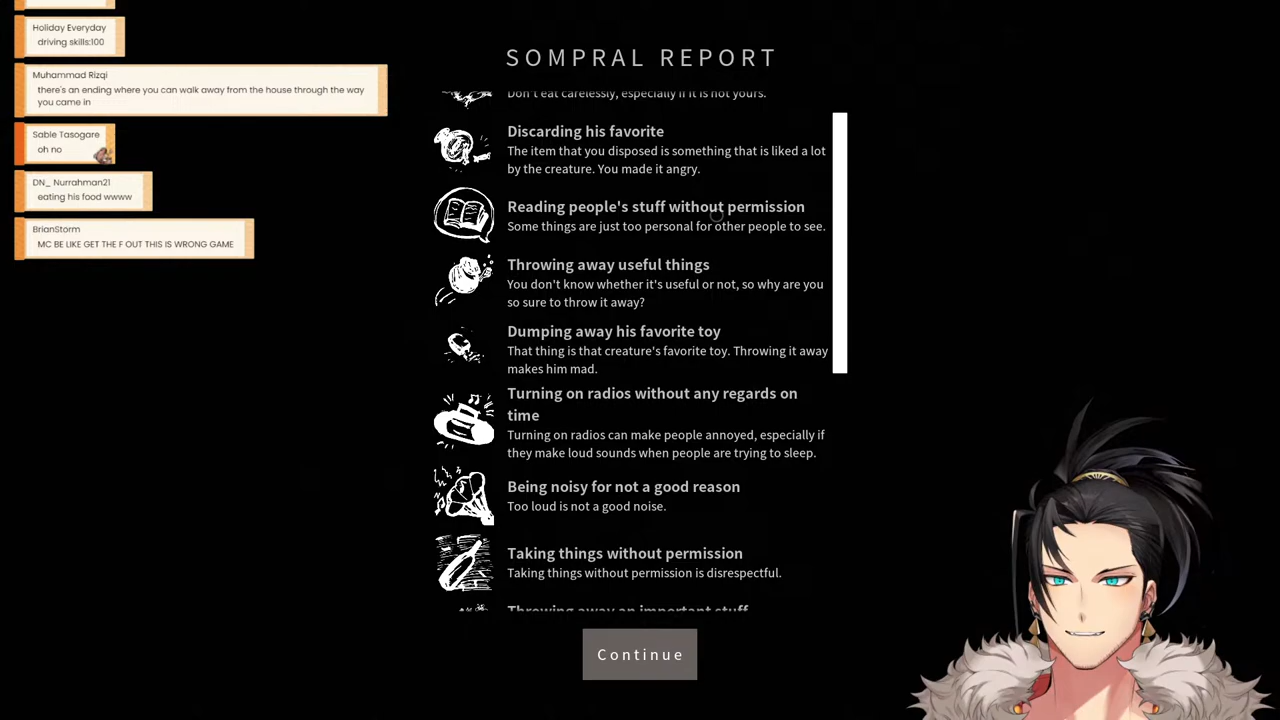 Holiday Everyday
driving skills:100
Muhammad Rizqi
there's an ending where you can walk away from the house through the way
you came in
Sable Tasogare
oh no
DN_ Nurrahman21
eating his food wwww
BrianStorm
MC BE LIKE GET THE F OUT THIS IS WRONG GAME
SOMPRAL REPORT
Don't eat carelessly, especially if it is not yours.
Discarding his favorite
The item that you disposed is something that is liked a lot
by the creature. You made it angry.
Reading people's stuff without permission
Some things are just too personal for other people to see.
Throwing away useful things
You don't know whether it's useful or not, so why are you
so sure to throw it away?
Dumping away his favorite toy
That thing is that creature's favorite toy. Throwing it away
makes him mad.
Turning on radios without any regards on
time
Turning on radios can make people annoyed, especially if
they make loud sounds when people are trying to sleep.
Being noisy for not a good reason
Too loud is not a good noise.
Taking things without permission
Taking things without permission is disrespectful.
Throwing away an important stuff
Continue